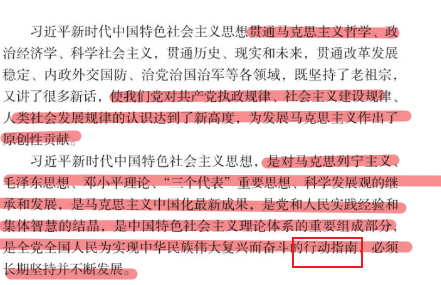 习近平新时代中国特色社会主义思想贯通马克思主义哲学、政
治经济学、科学社会主义，贯通历史、现实和未来，贯通改革发展
稳定、内政外交国防、治党治国治军等各领域，既坚持了老祖宗，
又讲了很多新话，使我们党对共产党执政规律、社会主义建设规律、
人类社会发展规律的认识达到了新高度，为发展马克思主义作出了
原创性贡献。
习近平新时代中国特色社会主义思想，是对马克思列宁主义、
毛泽东思想、邓小平理论、“三个代表”重要思想、科学发展观的继
承和发展，是马克思主义中国化最新成果，是党和人民实践经验和
集体智慧的结晶，是中国特色社会主义理论体系的重要组成部分，
是全党全国人民为实现中华民族伟大复兴而奋斗的行动指南、必须
长期坚持并不断发展。